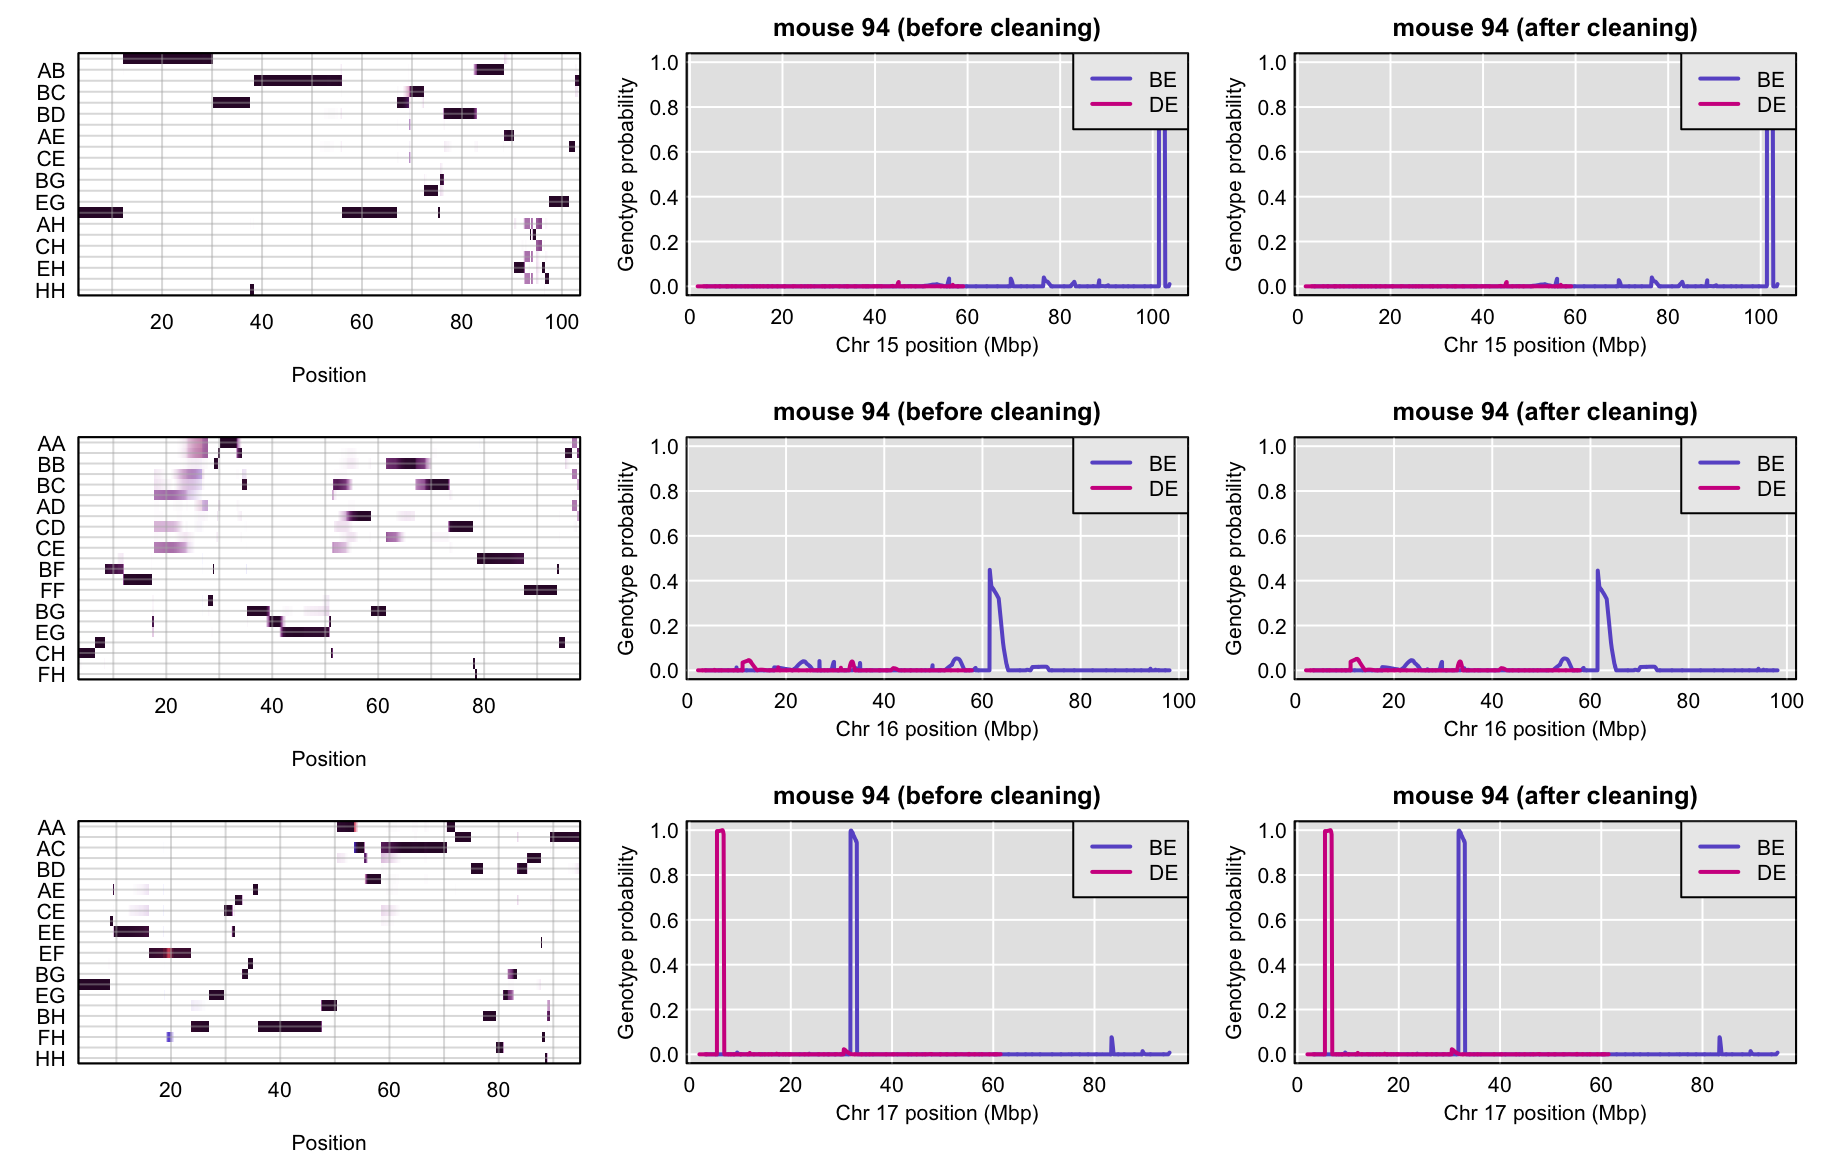 mouse 94 (before cleaning)
mouse 94 (after cleaning)
AB
BC
BD
AE
CE
BG
EG
AH
CH
EH
HH
20 40 60 80 100
Position
Genotype probability
1.0
0.8
0.6
0.4
0.2
0.0
BE
DE
0 20 40 60 80 100
Chr 15 position (Mbp)
Genotype probability
1.0
0.8
0.6
0.4
0.2
0.0
BE
DE
0 20 40 60 80 100
Chr 15 position (Mbp)
mouse 94 (before cleaning)
mouse 94 (after cleaning)
AA
BB
BC
AD
CD
CE
BF
FF
BG
EG
CH
FH
20 40 60 80
Position
Genotype probability
1.0
0.8
0.6
0.4
0.2
0.0
BE
DE
0 20 40 60 80 100
Chr 16 position (Mbp)
Genotype probability
1.0
0.8
0.6
0.4
0.2
0.0
BE
DE
0 20 40 60 80 100
Chr 16 position (Mbp)
mouse 94 (before cleaning)
mouse 94 (after cleaning)
AA
AC
BD
AE
CE
EE
EF
BG
EG
BH
FH
HH
20 40 60 80
Position
Genotype probability
1.0
0.8
0.6
0.4
0.2
0.0
BE
DE
0 20 40 60 80
Chr 17 position (Mbp)
Genotype probability
1.0
0.8
0.6
0.4
0.2
0.0
BE
DE
0 20 40 60 80
Chr 17 position (Mbp)